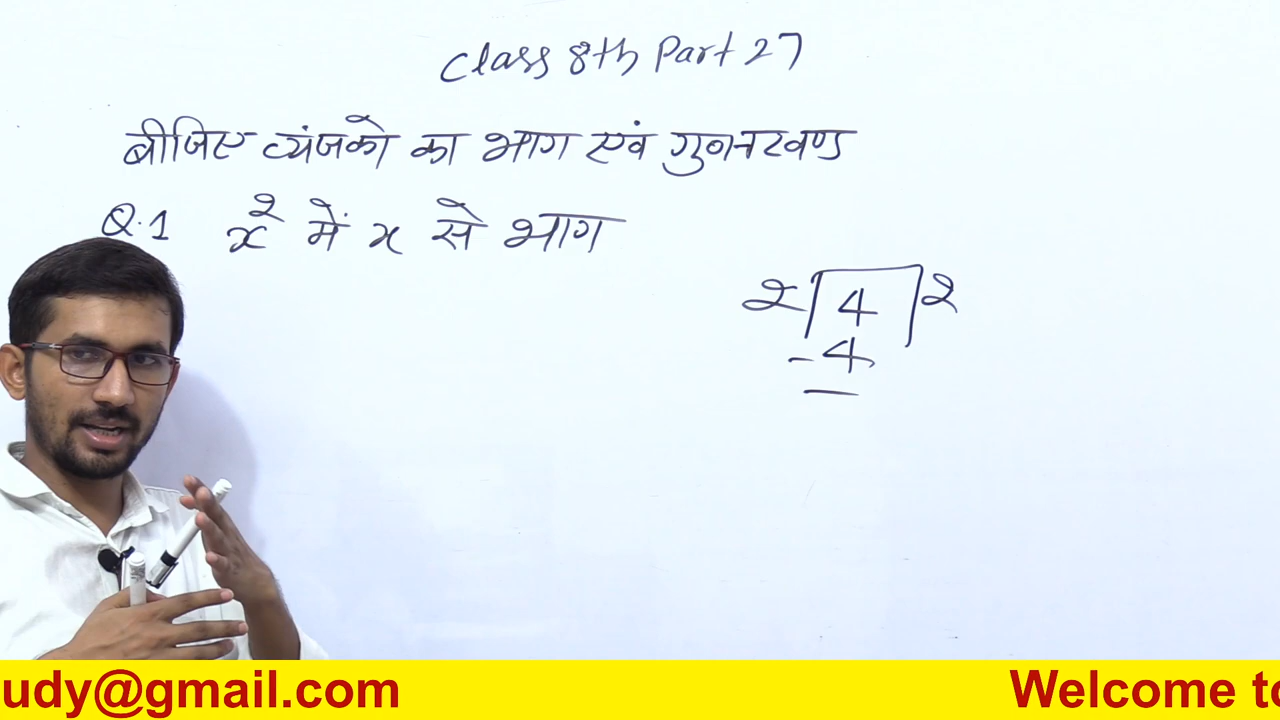 Class 8th Part 27
बीजिए व्यंजको का भाग एवं गुणनखण्ड
Q.1 x² में x से भाग
2 4 2
-4
udy@gmail.com
Welcome to